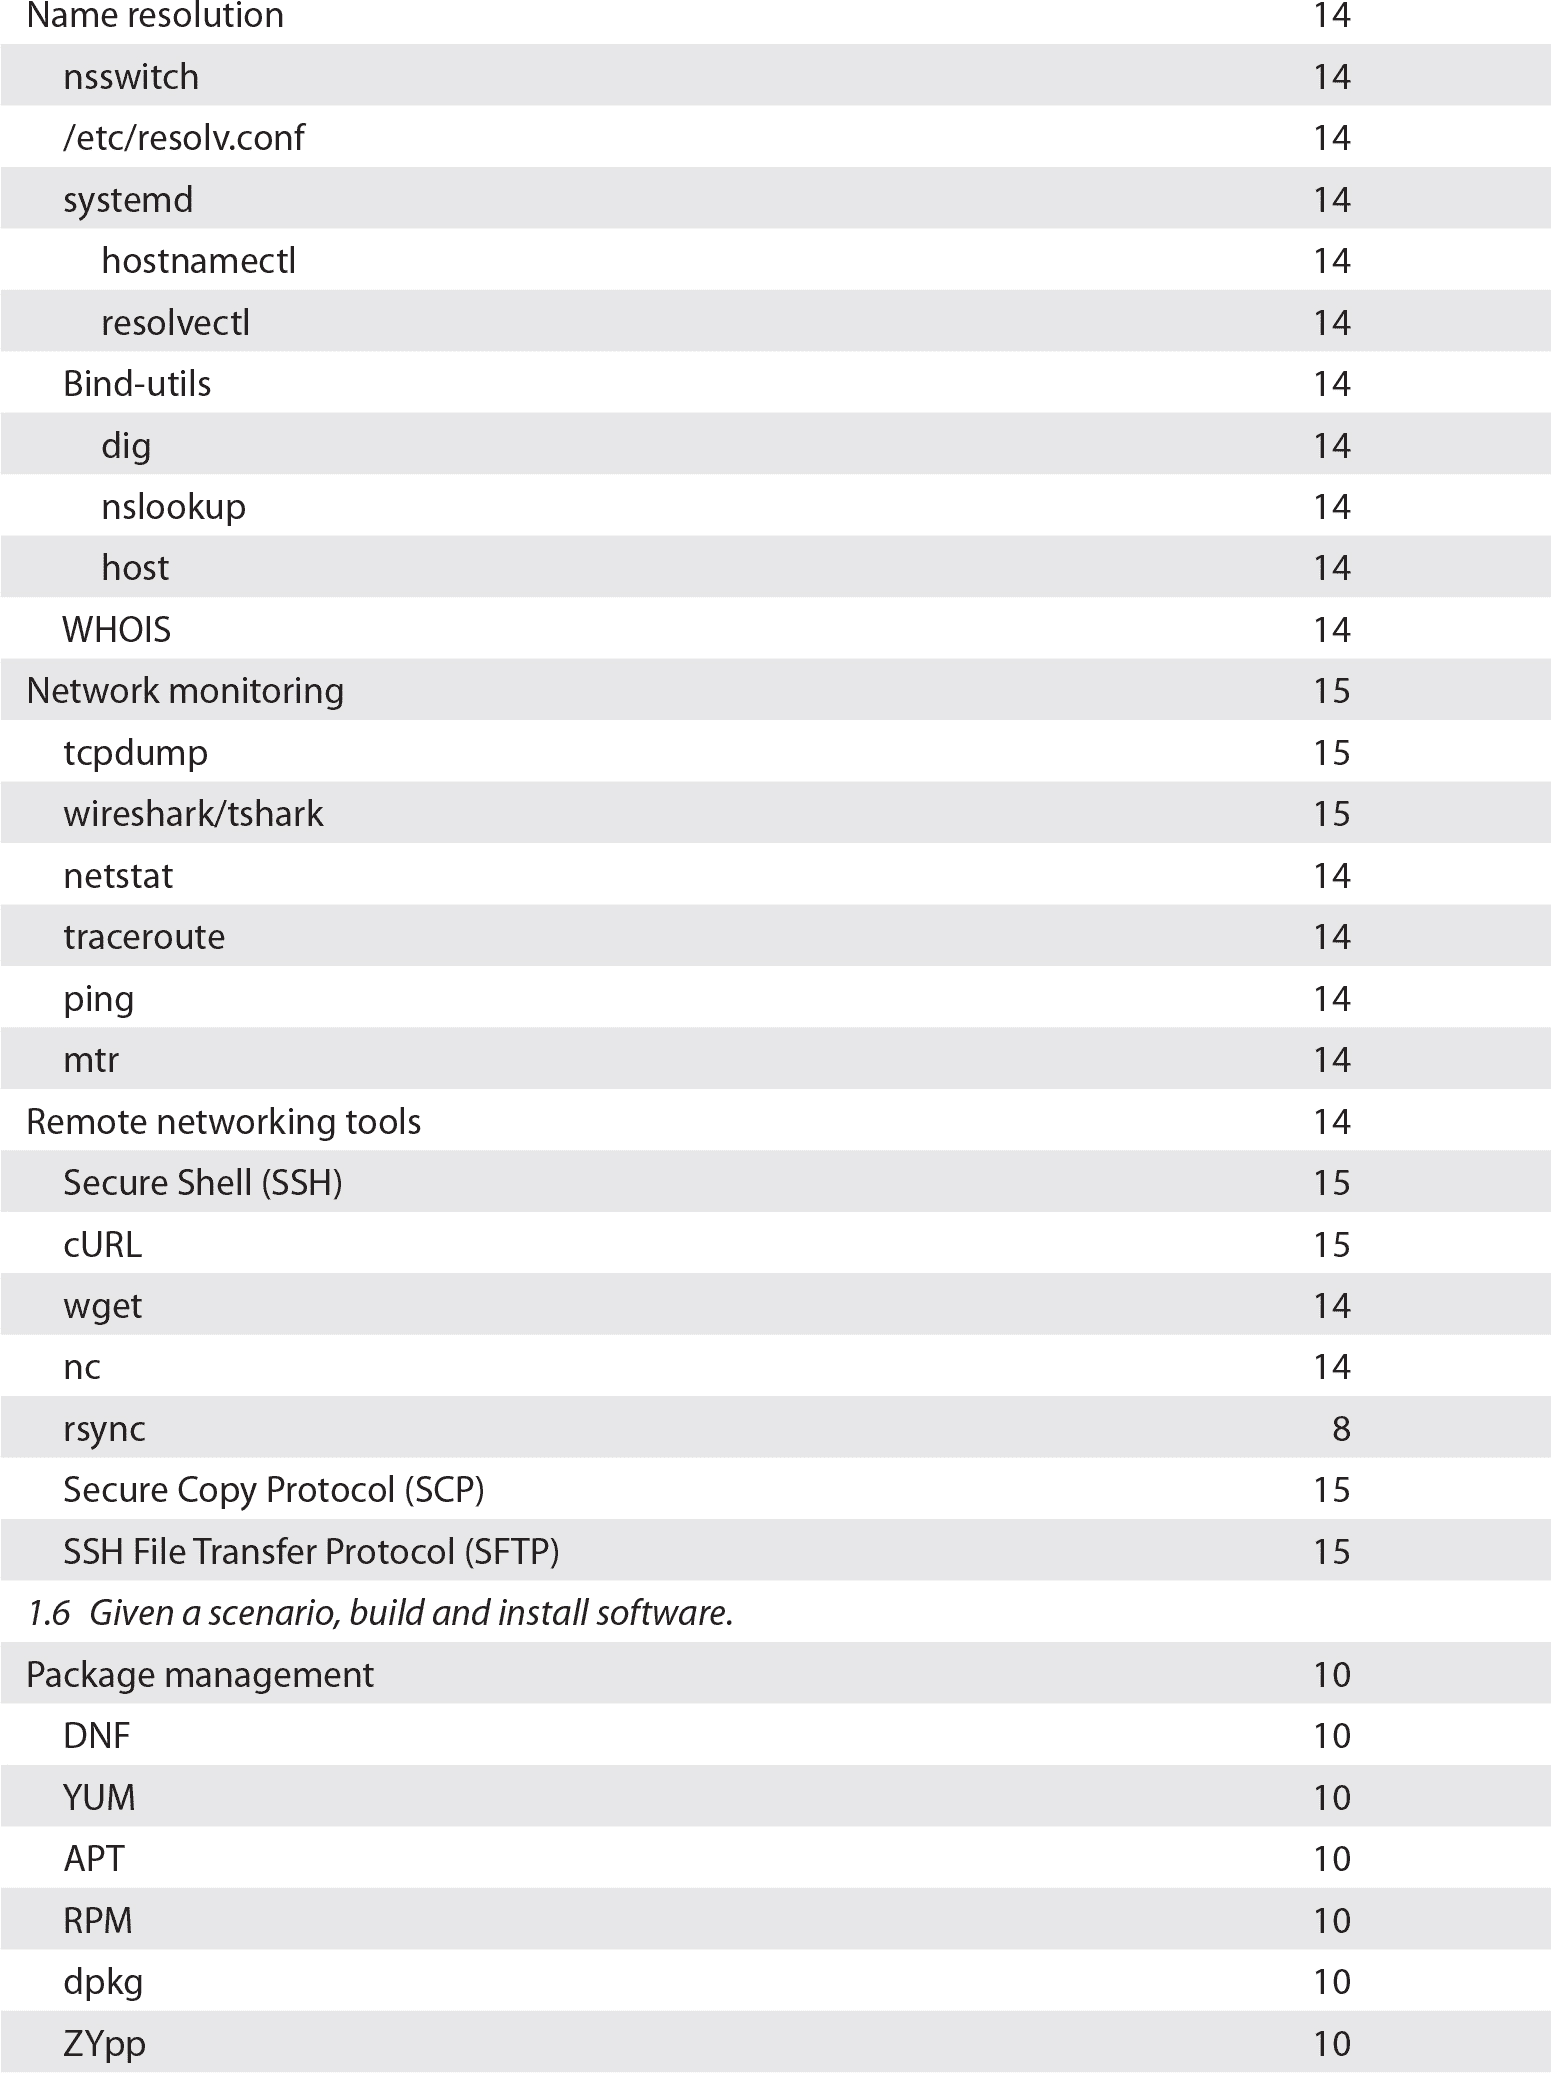 Name resolution 14
nsswitch 14
/etc/resolv.conf 14
systemd 14
hostnamectl 14
resolvectl 14
Bind-utils 14
dig 14
nslookup 14
host 14
WHOIS 14
Network monitoring 15
tcpdump 15
wireshark/tshark 15
netstat 14
traceroute 14
ping 14
mtr 14
Remote networking tools 14
Secure Shell (SSH) 15
cURL 15
wget 14
nc 14
rsync 8
Secure Copy Protocol (SCP) 15
SSH File Transfer Protocol (SFTP) 15
1.6 Given a scenario, build and install software.
Package management 10
DNF 10
YUM 10
APT 10
RPM 10
dpkg 10
ZYpp 10